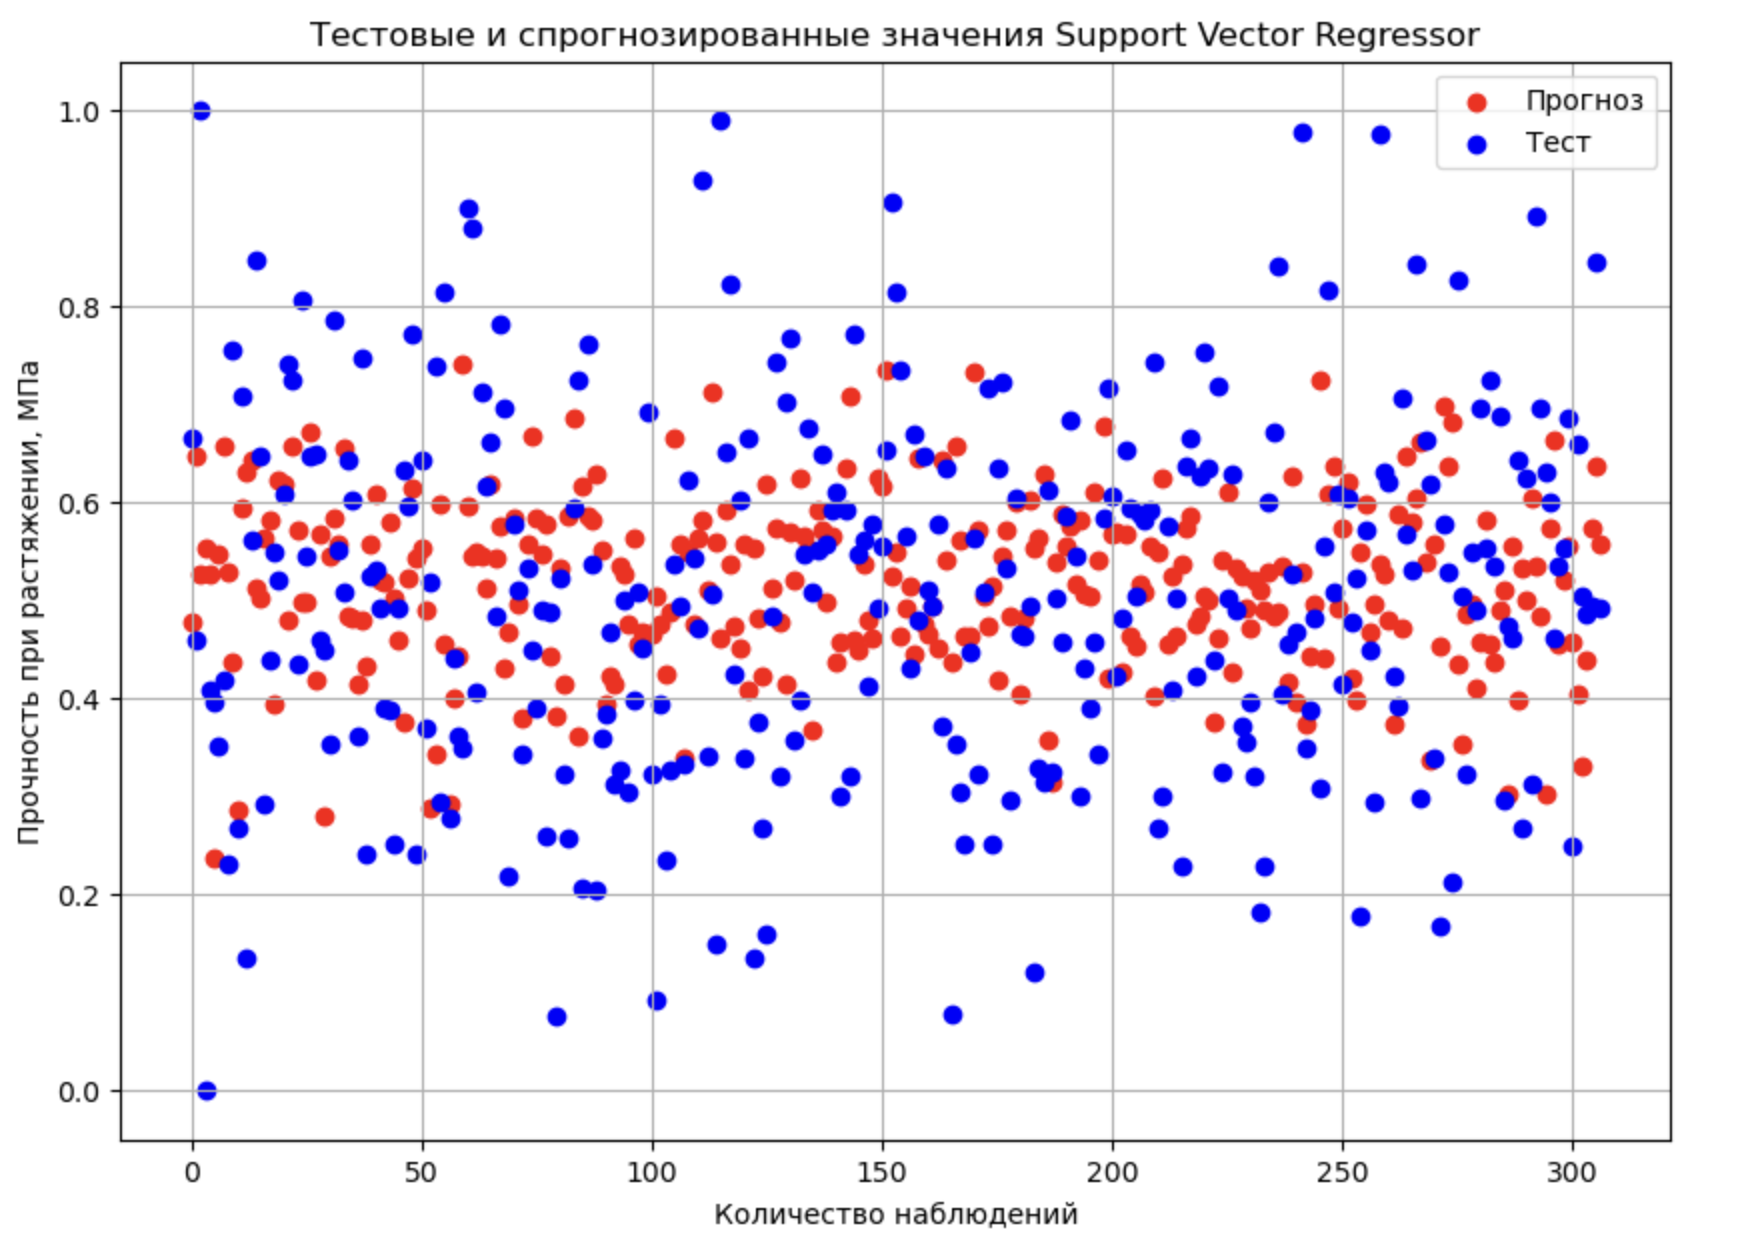 Тестовые и спрогнозированные значения Support Vector Regressor
Прогноз
Тест
Прочность при растяжении, МПа
1.0
0.8
0.6
0.4
0.2
0.0
0 50 100 150 200 250 300
Количество наблюдений